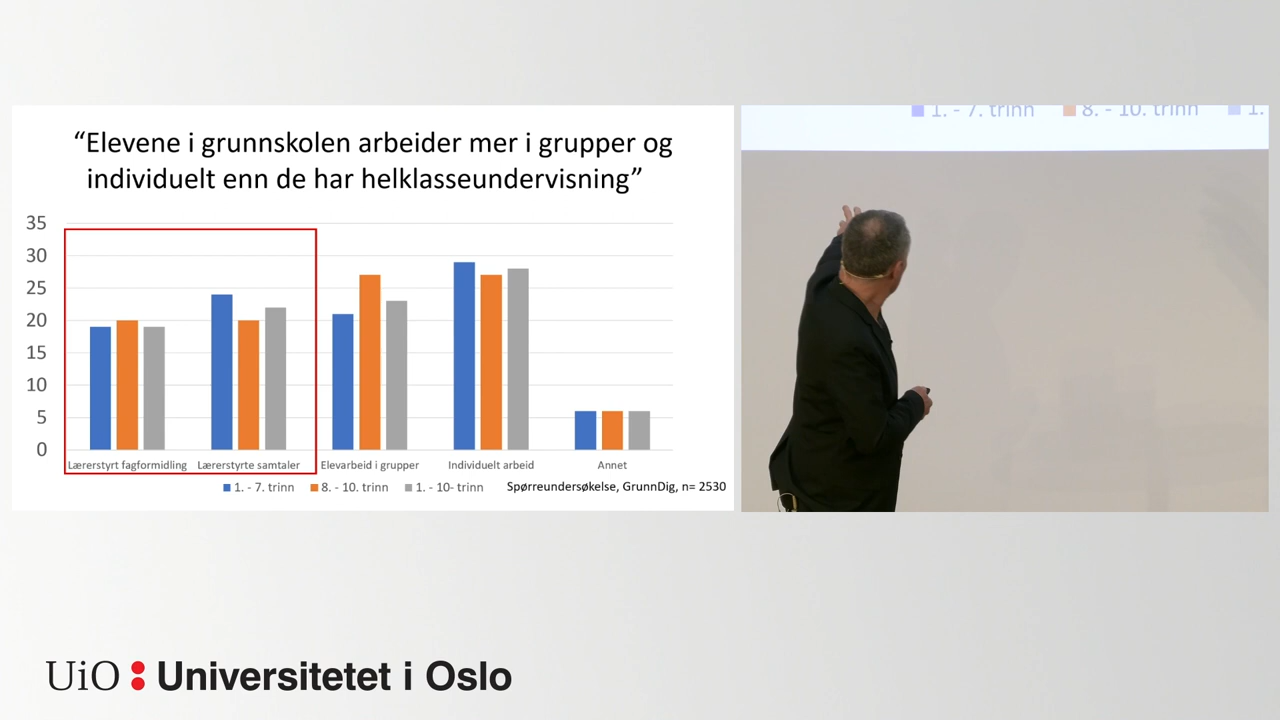 “Elevene i grunnskolen arbeider mer i grupper og
individuelt enn de har helklasseundervisning”
35
30
25
20
15
10
5
0
Lærerstyrt fagformidling Lærerstyrte samtaler Elevarbeid i grupper Individuelt arbeid Annet
1. - 7. trinn 8. - 10. trinn 1. - 10- trinn Spørreundersøkelse, GrunnDig, n= 2530
1. - 7. trinn 8. - 10. trinn 1.
UiO : Universitetet i Oslo